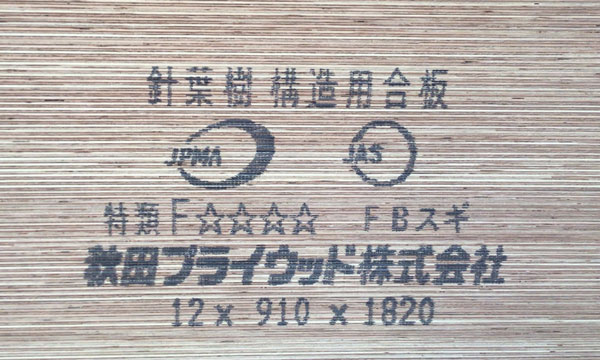 針葉樹 構造用合板
JPMA JAS
特類 F☆☆☆☆ FBスギ
秋田プライウッド株式会社
12 x 910 x 1820